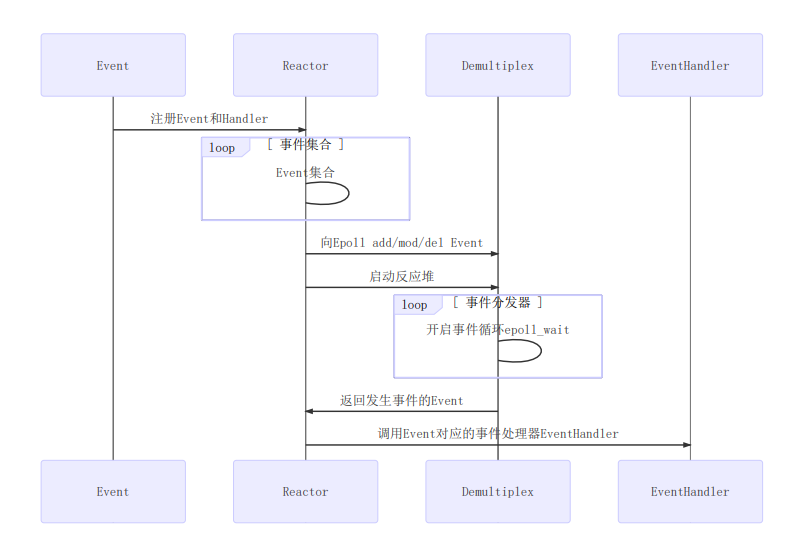 Event
Reactor
Demultiplex
EventHandler
注册Event和Handler
loop
[ 事件集合 ]
Event集合
向Epoll add/mod/del Event
启动反应堆
loop
[ 事件分发器 ]
开启事件循环epoll_wait
返回发生事件的Event
调用Event对应的事件处理器EventHandler
Event
Reactor
Demultiplex
EventHandler